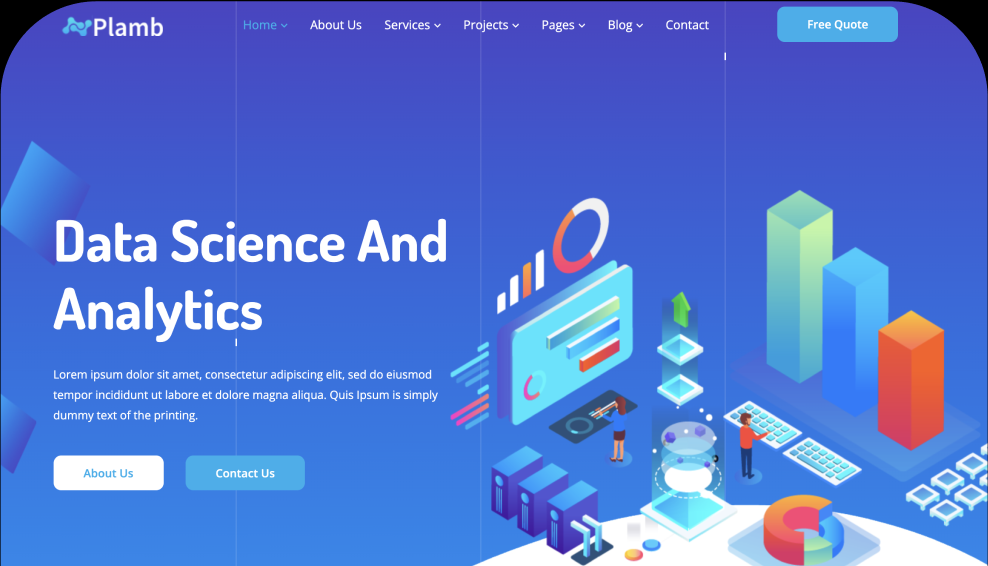 Plamb
Home About Us Services Projects Pages Blog Contact Free Quote
Data Science And
Analytics
Lorem ipsum dolor sit amet, consectetur adipiscing elit, sed do eiusmod
tempor incididunt ut labore et dolore magna aliqua. Quis Ipsum is simply
dummy text of the printing.
About Us Contact Us